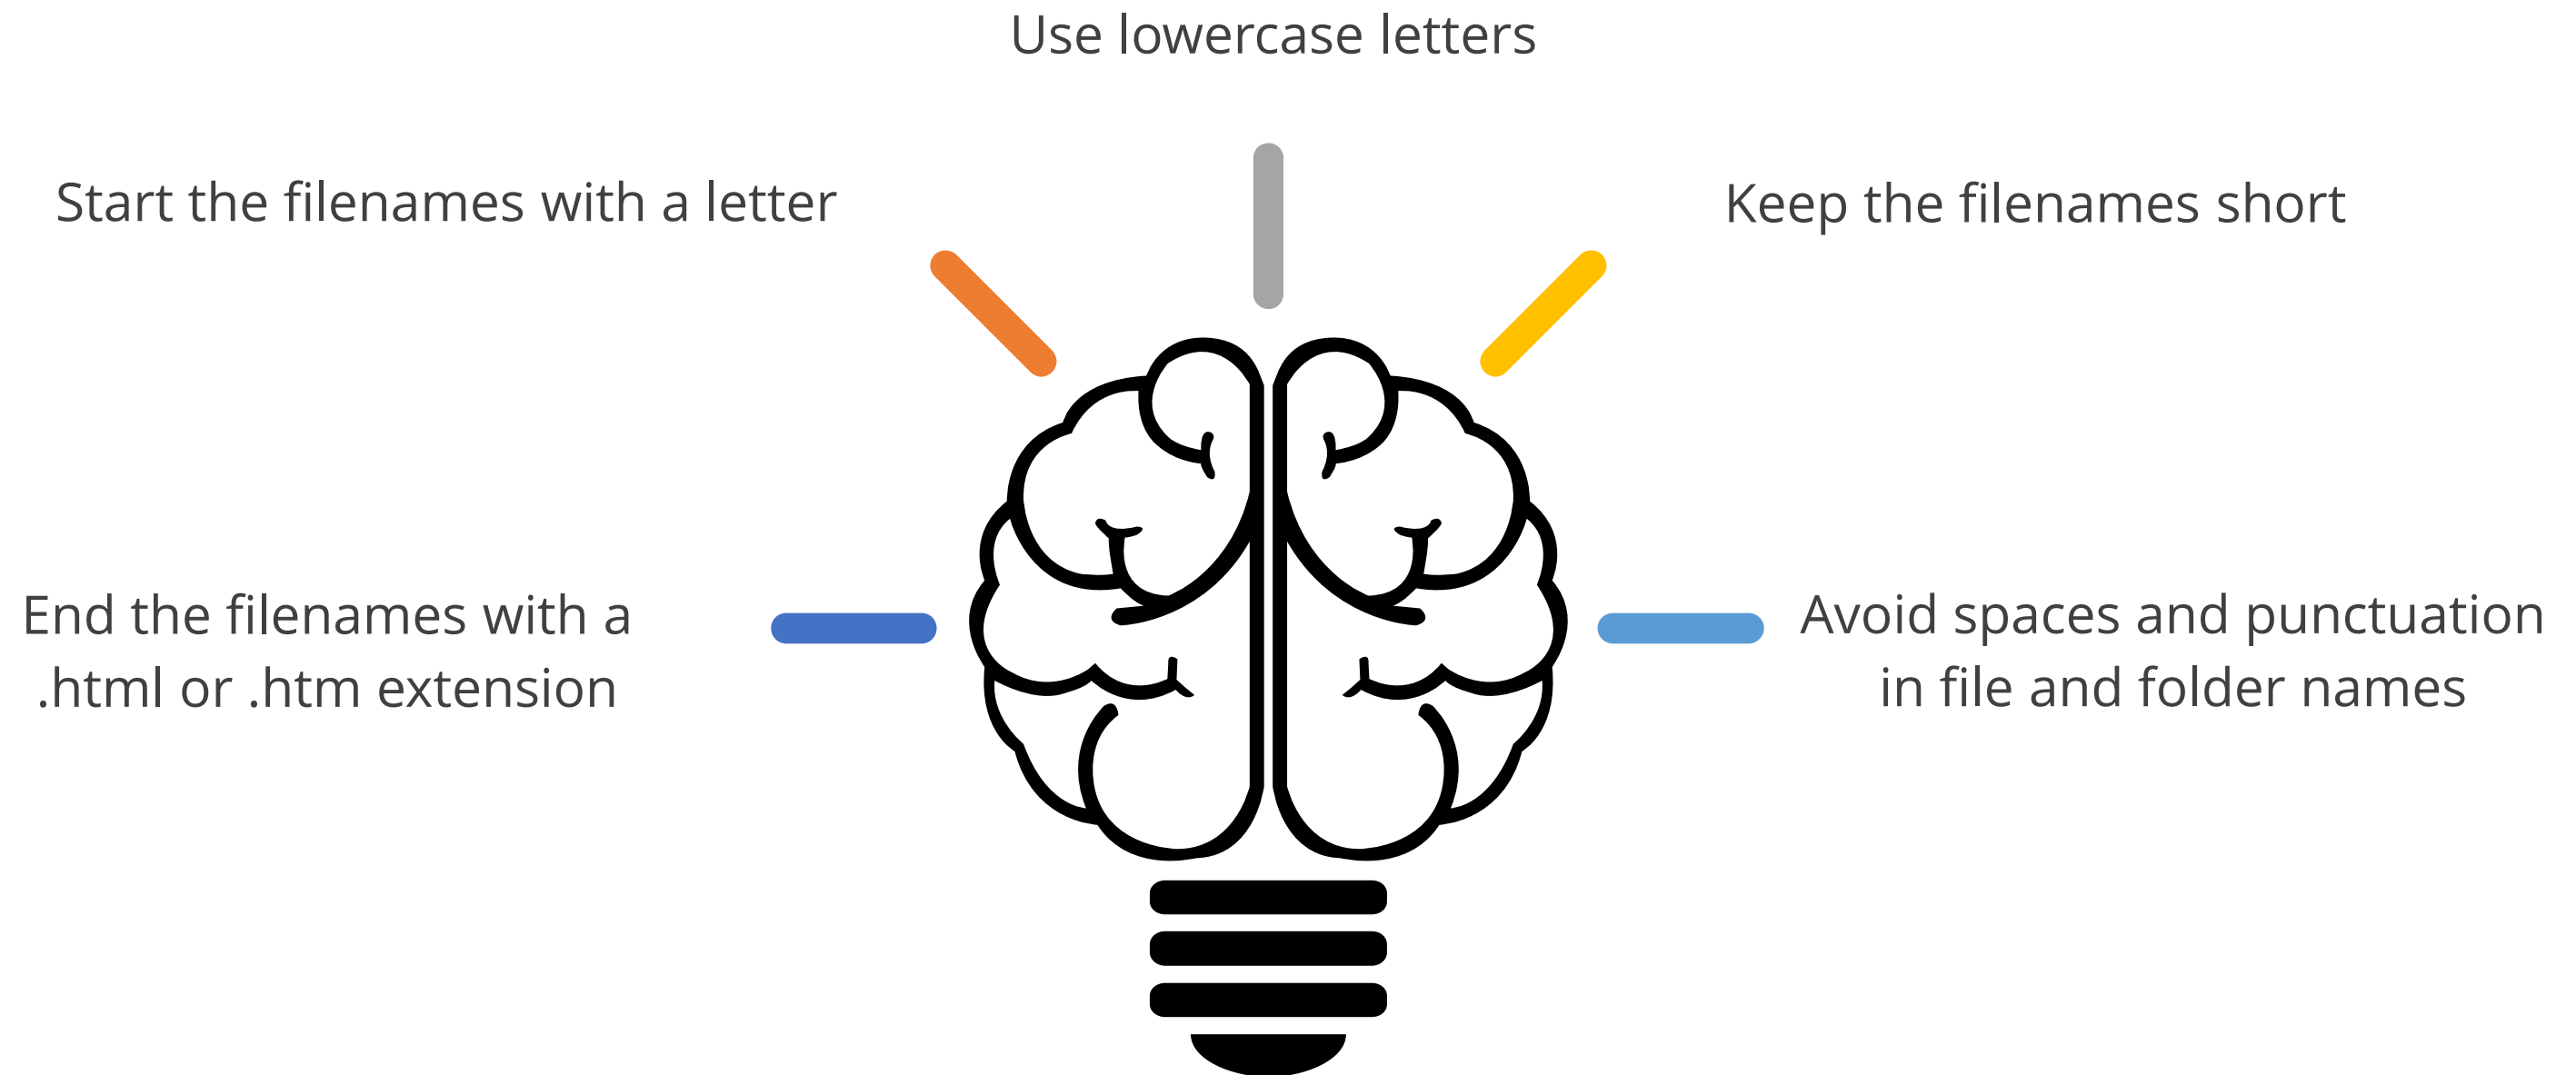 Use lowercase letters
Start the filenames with a letter
Keep the filenames short
End the filenames with a
.html or .htm extension
Avoid spaces and punctuation
in file and folder names